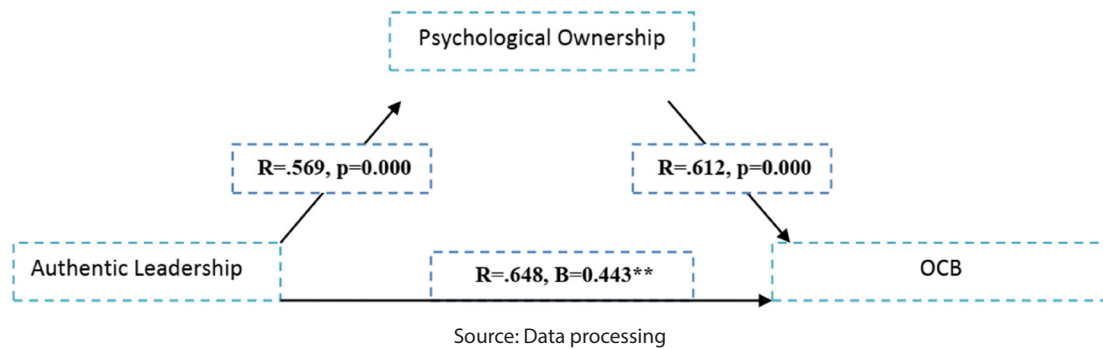 Psychological Ownership
R=.569, p=0.000
R=.612, p=0.000
Authentic Leadership
R=.648, B=0.443**
OCB
Source: Data processing